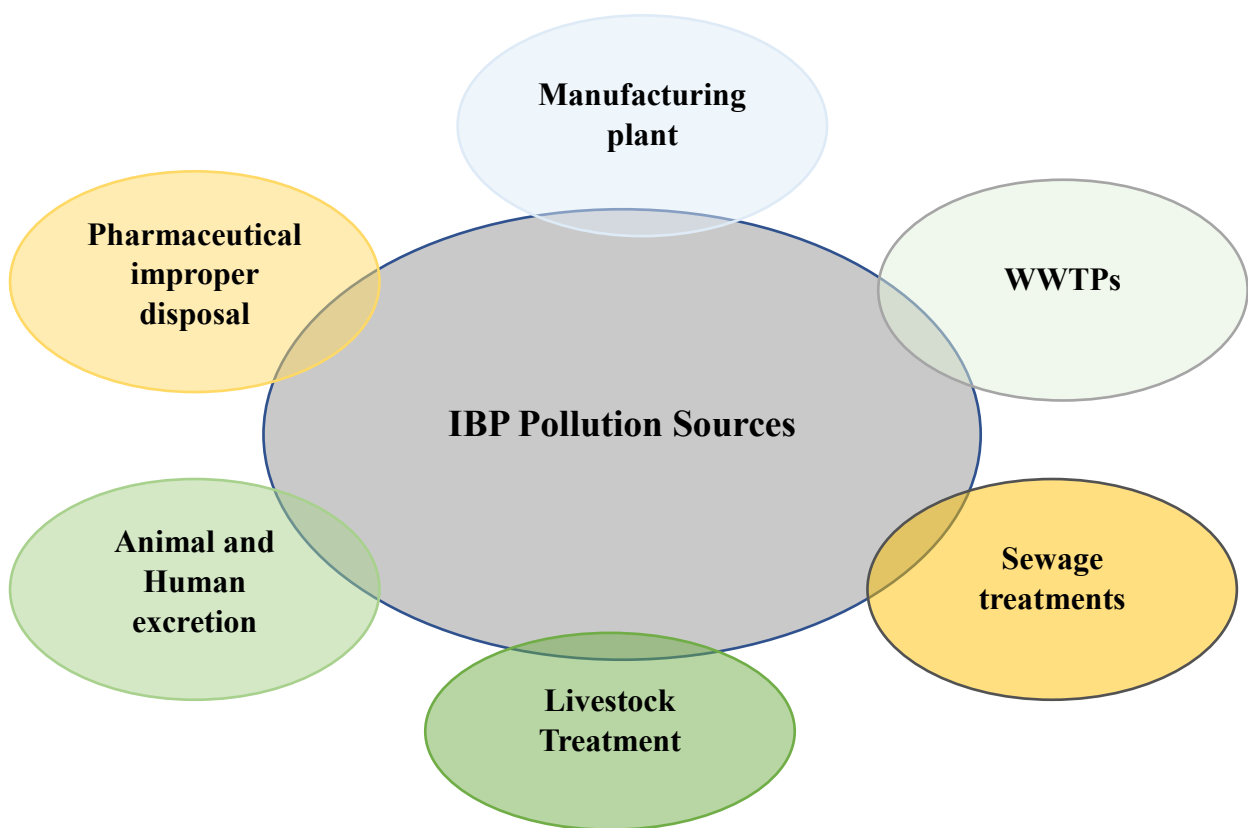 Manufacturing
plant
Pharmaceutical
improper
disposal
WWTPs
IBP Pollution Sources
Animal and
Human
excretion
Sewage
treatments
Livestock
Treatment